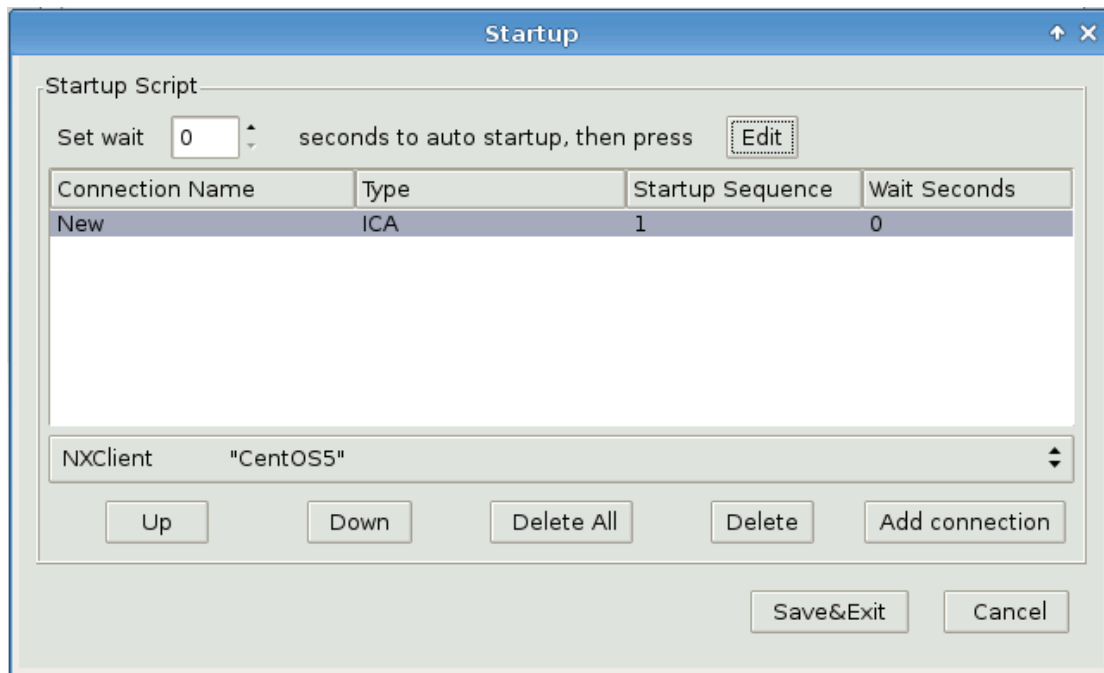 Startup
Startup Script
Set wait 0 seconds to auto startup, then press Edit
Connection Name Type Startup Sequence Wait Seconds
New ICA 1 0
NXClient "CentOS5"
Up Down Delete All Delete Add connection
Save&Exit Cancel